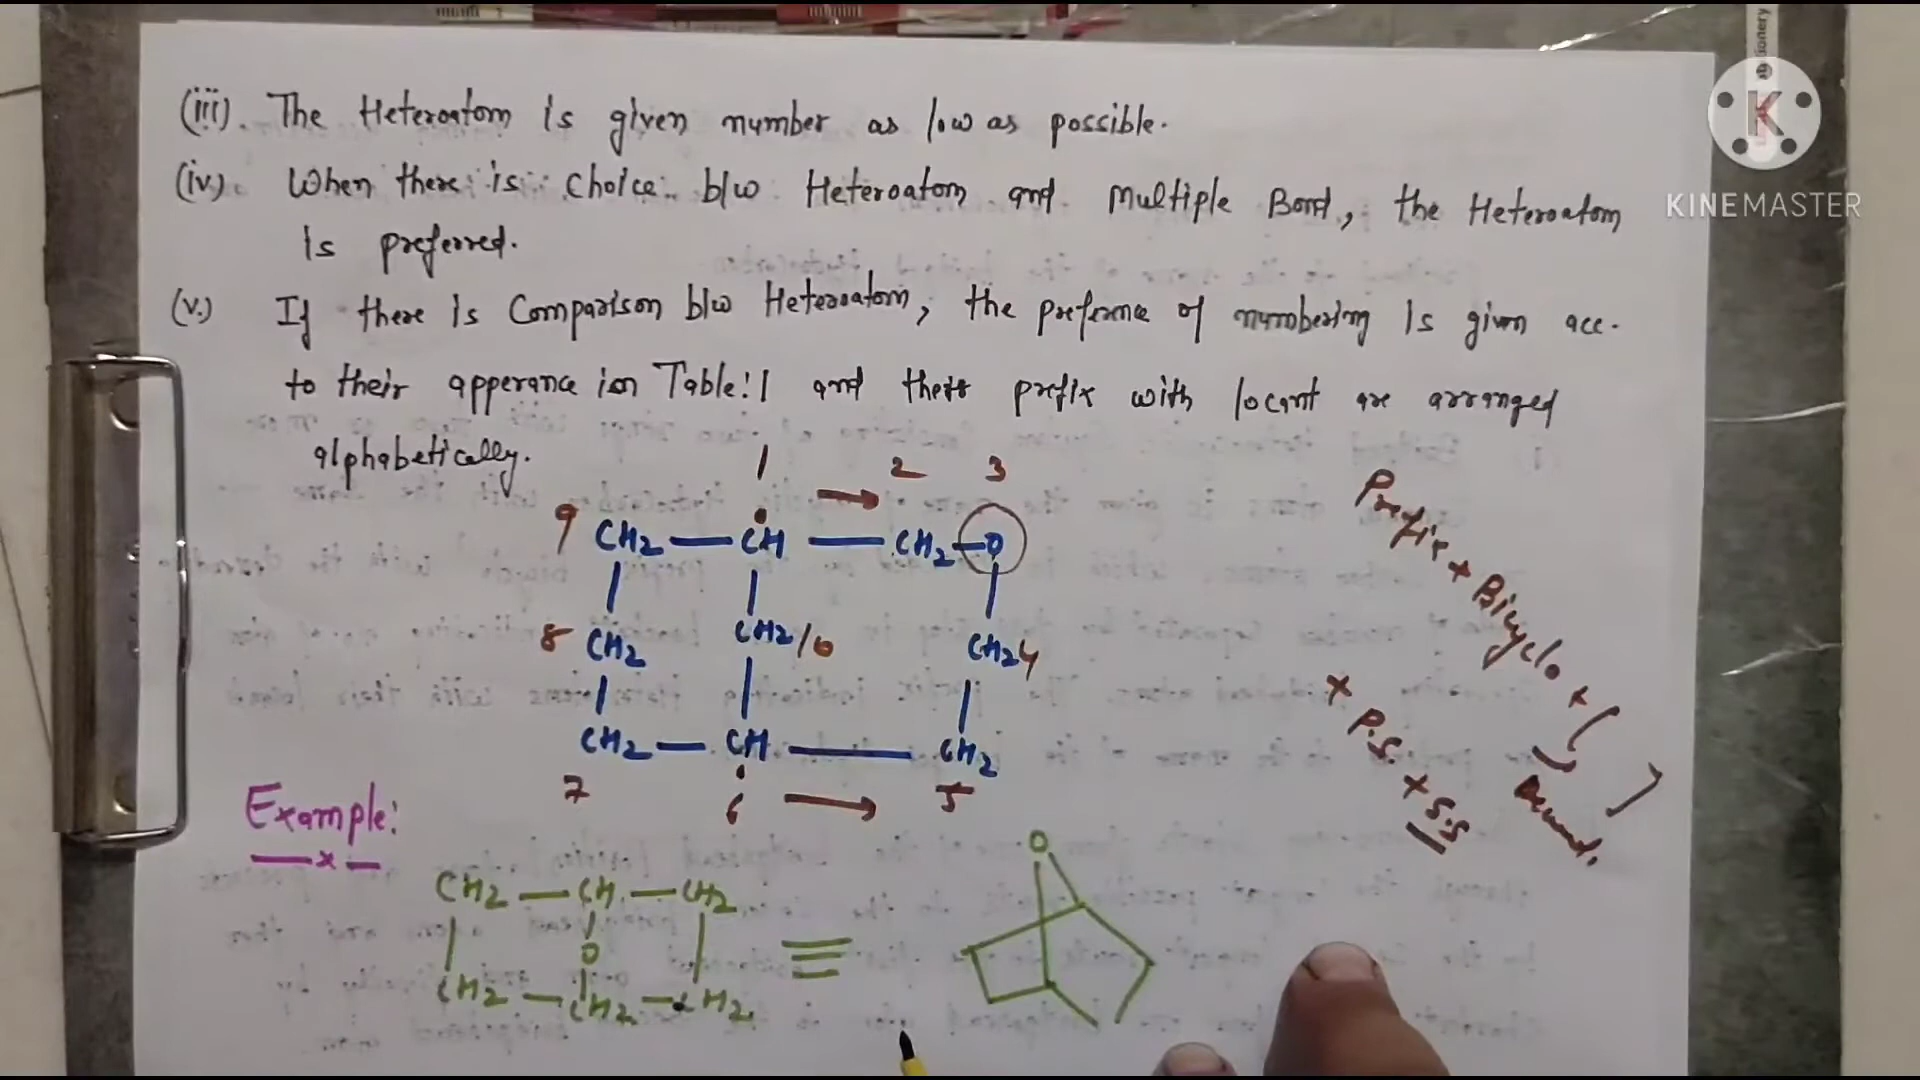 (iii). The Heteroatom is given number as low as possible.
(iv). When there is choice b/w Heteroatom and Multiple Bond, the Heteroatom
is preferred.
(v.) If there is Comparison b/w Heteroatom, the preference of numbering is given acc.
to their apperance in Table:1 and their prefix with locant are arranged
alphabetically.
K
KINEMASTER
1 2 3
9 CH2 — CH — CH2 — O
8 CH2 CH2 10 CH2 4
CH2 — CH — CH2
7 6 5
Prefix + Bicyclo + [ ]
+ P.S. + S.S
Example:
CH2 — CH — CH2
O
CH2 — CH2 — CH2
O